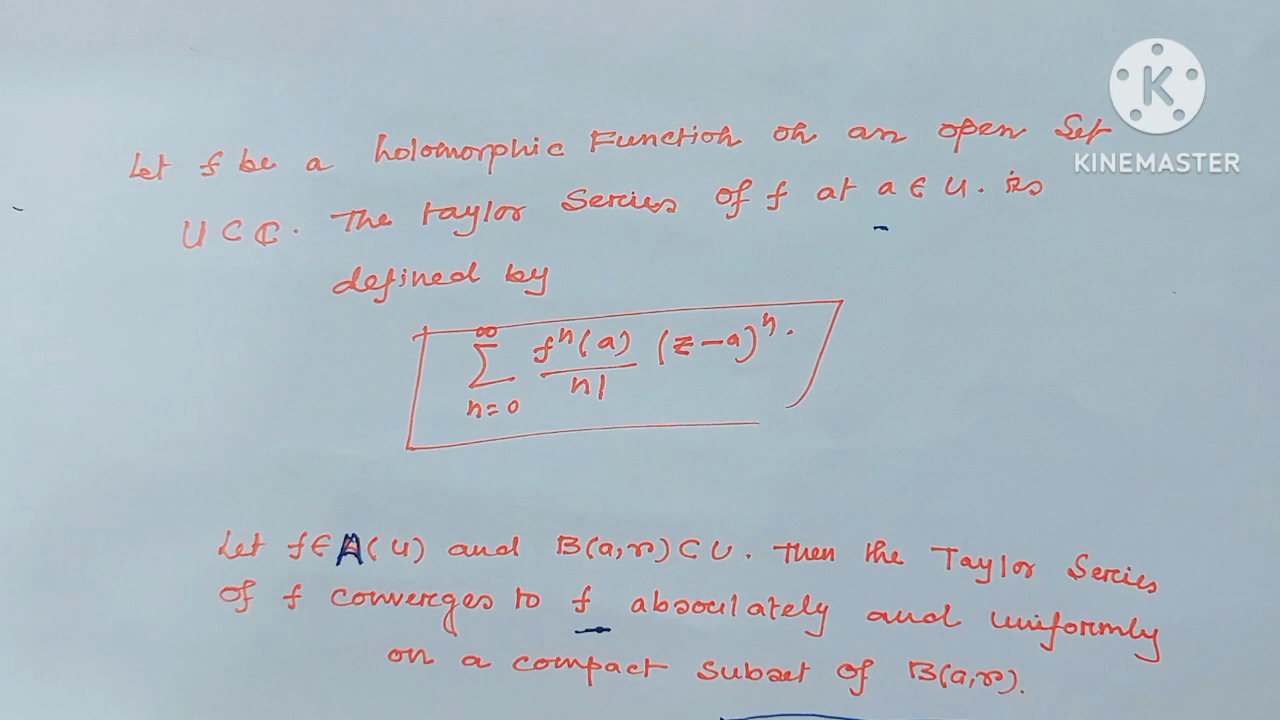 K
KINEMASTER
Let f be a holomorphic Function on an open Set
U ⊂ ℂ. The taylor Series of f at a ∈ U. is
defined by
∞
∑ fⁿ(a)/n! (z-a)ⁿ.
n=0
Let f ∈ A(U) and B(a,r) ⊂ U. Then the Taylor Series
of f converges to f absoulately and uniformly
on a compact subset of B(a,r).